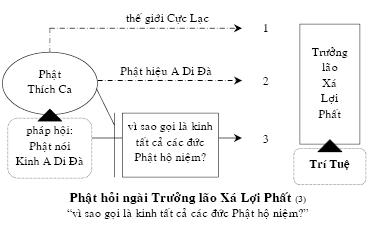 thế giới Cực Lạc
1
Phật
Thích Ca
Phật hiệu A Di Đà
2
Trưởng
lão
Xá
Lợi
Phất
pháp hội:
Phật nói
Kinh A Di Đà
vì sao gọi là kinh
tất cả các đức
Phật hộ niệm?
3
Trí Tuệ
Phật hỏi ngài Trưởng lão Xá Lợi Phất (3)
“vì sao gọi là kinh tất cả các đức Phật hộ niệm?”